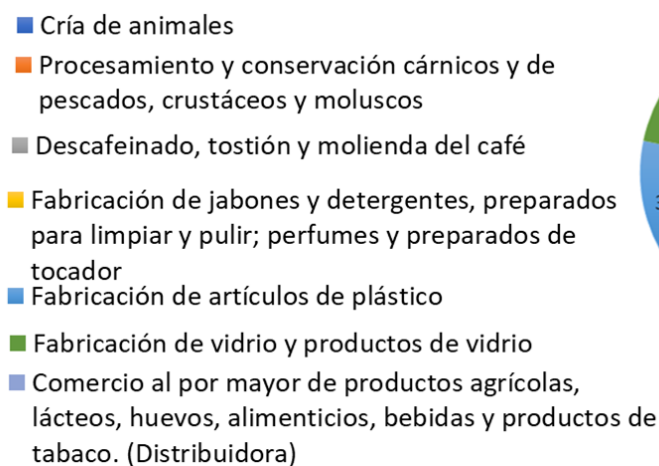 Cría de animales
Procesamiento y conservación cárnicos y de
pescados, crustáceos y moluscos
Descafeinado, tostión y molienda del café
Fabricación de jabones y detergentes, preparados
para limpiar y pulir; perfumes y preparados de
tocador
Fabricación de artículos de plástico
Fabricación de vidrio y productos de vidrio
Comercio al por mayor de productos agrícolas,
lácteos, huevos, alimenticios, bebidas y productos de
tabaco. (Distribuidora)